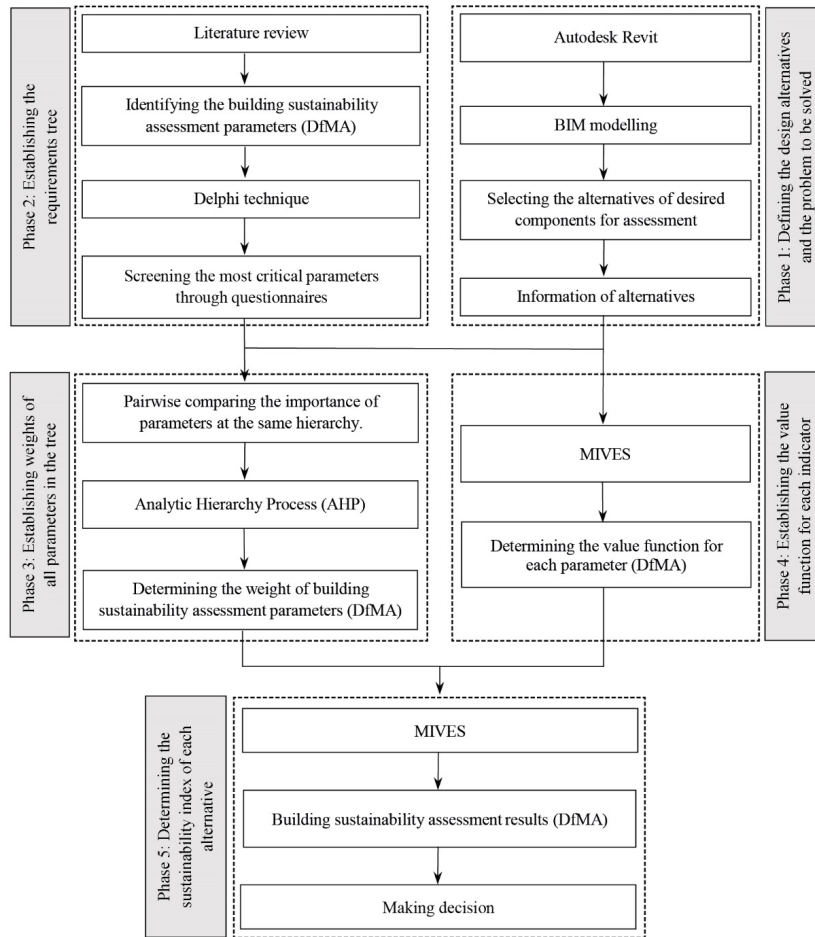 Phase 2: Establishing the
requirements tree
Literature review
Identifying the building sustainability
assessment parameters (DfMA)
Delphi technique
Screening the most critical parameters
through questionnaires
Autodesk Revit
BIM modelling
Selecting the alternatives of desired
components for assessment
Information of alternatives
Phase 1: Defining the design alternatives
and the problem to be solved
Phase 3: Establishing weights of
all parameters in the tree
Pairwise comparing the importance of
parameters at the same hierarchy.
Analytic Hierarchy Process (AHP)
Determining the weight of building
sustainability assessment parameters (DfMA)
MIVES
Determining the value function for
each parameter (DfMA)
Phase 4: Establishing the value
function for each indicator
Phase 5: Determining the
sustainability index of each
alternative
MIVES
Building sustainability assessment results (DfMA)
Making decision